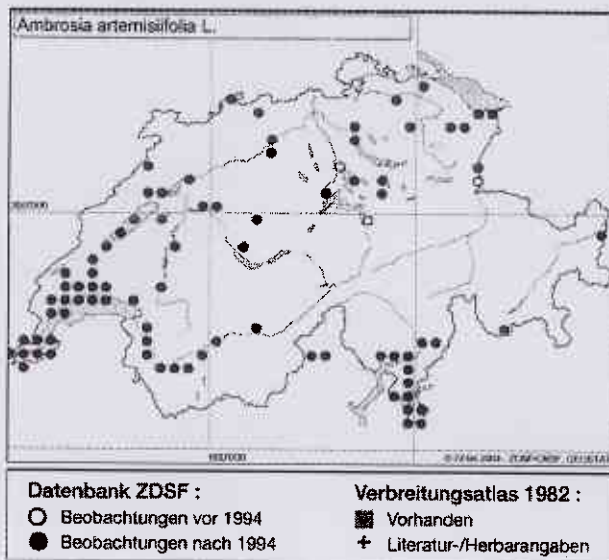 Ambrosia artemisiifolia L.
Datenbank ZDSF :
Beobachtungen vor 1994
Beobachtungen nach 1994
Verbreitungsatlas 1982 :
Vorhanden
Literatur-/Herbarangaben